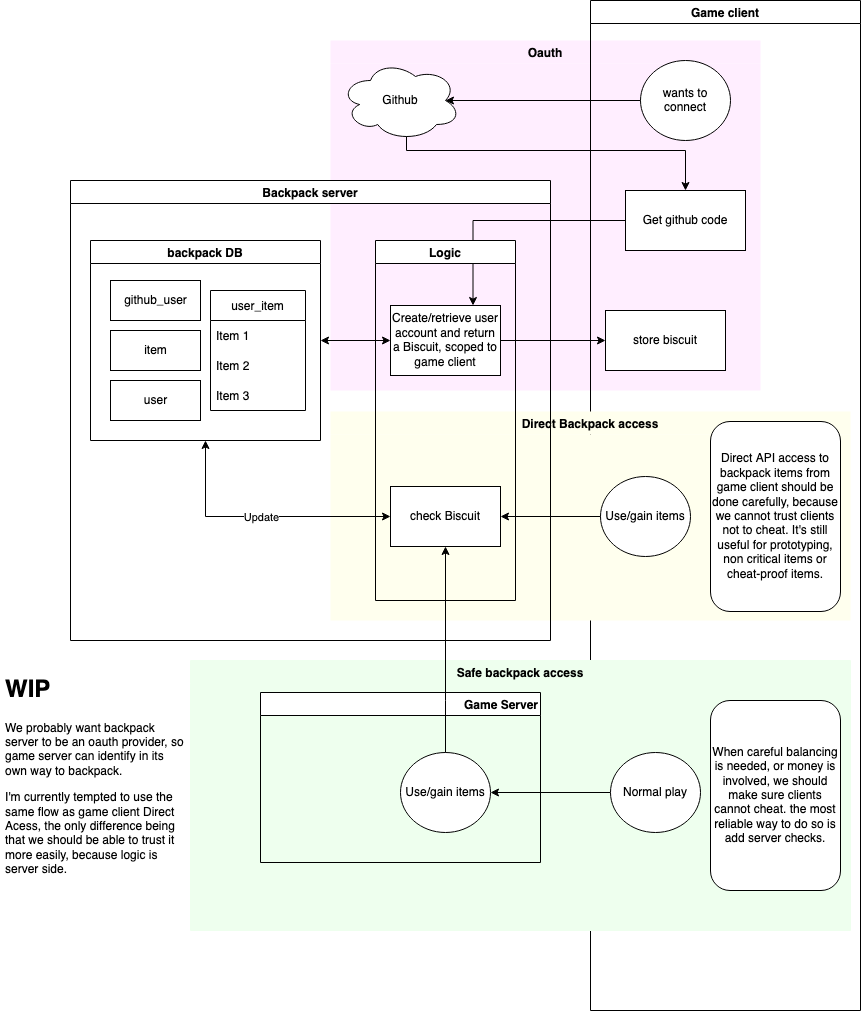 Game client
Oauth
Github
wants to
connect
Backpack server
Get github code
backpack DB
Logic
github_user
user_item
item
Item 1
Item 2
user
Item 3
Create/retrieve user
account and return
a Biscuit, scoped to
game client
store biscuit
Direct Backpack access
Update
check Biscuit
Use/gain items
Direct API access to
backpack items from
game client should be
done carefully, because
we cannot trust clients
not to cheat. It's still
useful for prototyping,
non critical items or
cheat-proof items.
WIP
We probably want backpack
server to be an oauth provider, so
game server can identify in its
own way to backpack.
I'm currently tempted to use the
same flow as game client Direct
Acess, the only difference being
that we should be able to trust it
more easily, because logic is
server side.
Safe backpack access
Game Server
Use/gain items
Normal play
When careful balancing
is needed, or money is
involved, we should
make sure clients
cannot cheat. the most
reliable way to do so is
add server checks.